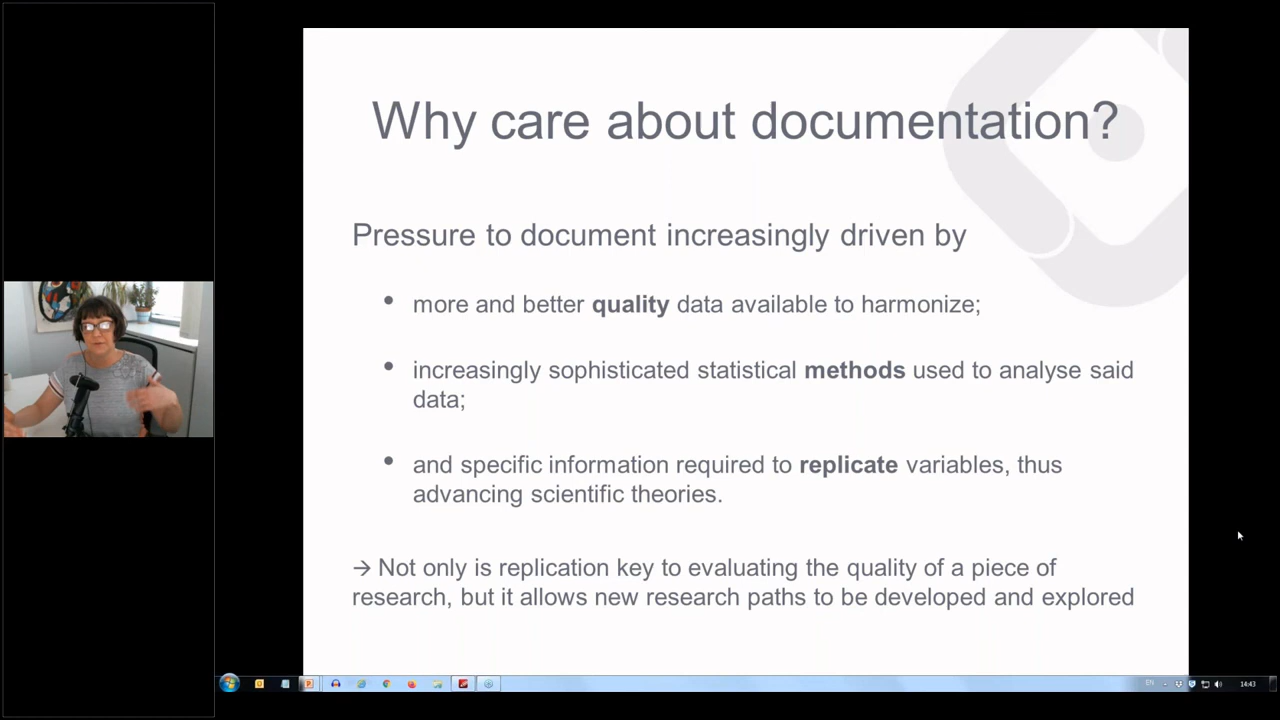 Why care about documentation?
Pressure to document increasingly driven by
• more and better quality data available to harmonize;
• increasingly sophisticated statistical methods used to analyse said
data;
• and specific information required to replicate variables, thus
advancing scientific theories.
→ Not only is replication key to evaluating the quality of a piece of
research, but it allows new research paths to be developed and explored
EN
14:43